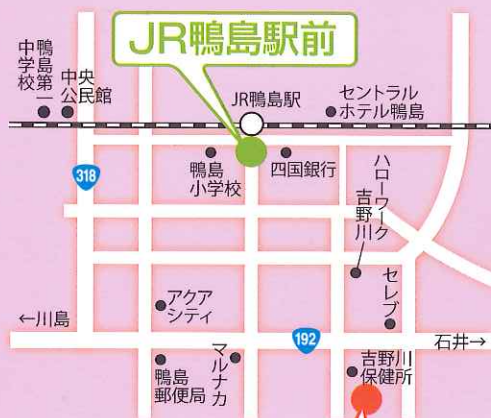 JR鴨島駅前
鴨島第一
中学校
中央
公民館
JR鴨島駅
セントラル
ホテル鴨島
318
鴨島
小学校
四国銀行
ハローワーク
吉野川
アクア
シティ
セレブ
←川島
192
石井→
鴨島
郵便局
マルナカ
吉野川
保健所